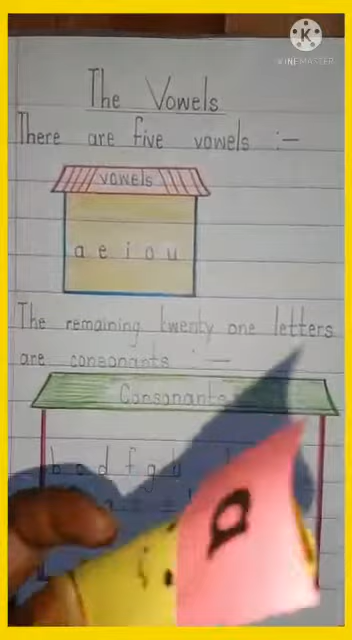 K
KINEMASTER
The Vowels
There are five vowels :-
vowels
a e i o u
The remaining twenty one letters
are consonants :-
Consonants
b c d f g h
a
i